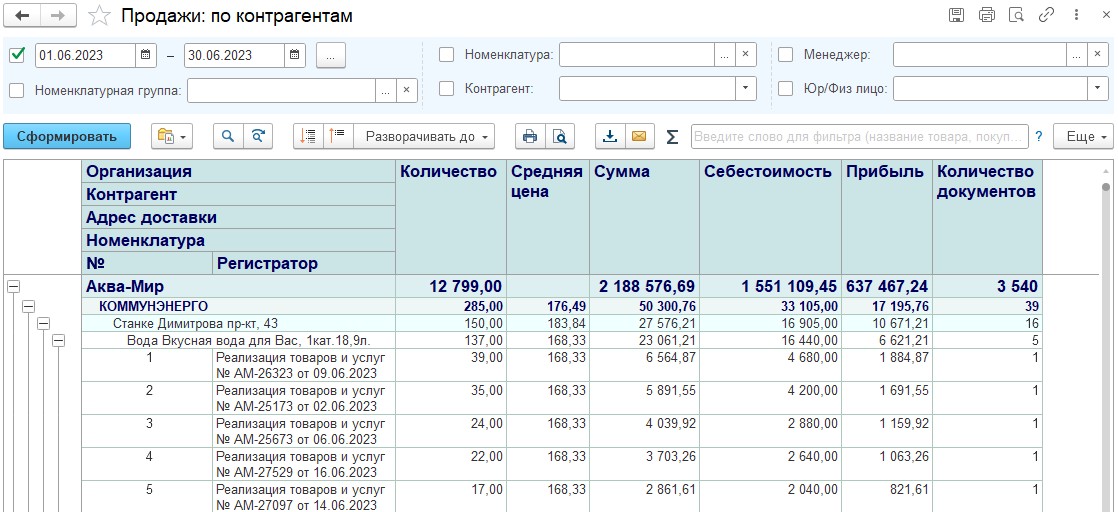 Продажи: по контрагентам
01.06.2023 – 30.06.2023 ...
Номенклатура: ... ×
Менеджер: ... ×
Номенклатурная группа: ... ×
Контрагент:
Юр/Физ лицо:
Сформировать
Разворачивать до
Σ
Введите слово для фильтра (название товара, покуп...
?
Еще
Организация Количество Средняя цена Сумма Себестоимость Прибыль Количество документов
Контрагент
Адрес доставки
Номенклатура
№ Регистратор
Аква-Мир 12 799,00 2 188 576,69 1 551 109,45 637 467,24 3 540
КОММУНЭНЕРГО 285,00 176,49 50 300,76 33 105,00 17 195,76 39
Станке Димитрова пр-кт, 43 150,00 183,84 27 576,21 16 905,00 10 671,21 16
Вода Вкусная вода для Вас, 1кат.18,9л. 137,00 168,33 23 061,21 16 440,00 6 621,21 5
1 Реализация товаров и услуг 39,00 168,33 6 564,87 4 680,00 1 884,87 1
№ АМ-26323 от 09.06.2023
2 Реализация товаров и услуг 35,00 168,33 5 891,55 4 200,00 1 691,55 1
№ АМ-25173 от 02.06.2023
3 Реализация товаров и услуг 24,00 168,33 4 039,92 2 880,00 1 159,92 1
№ АМ-25673 от 06.06.2023
4 Реализация товаров и услуг 22,00 168,33 3 703,26 2 640,00 1 063,26 1
№ АМ-27529 от 16.06.2023
5 Реализация товаров и услуг 17,00 168,33 2 861,61 2 040,00 821,61 1
№ АМ-27097 от 14.06.2023